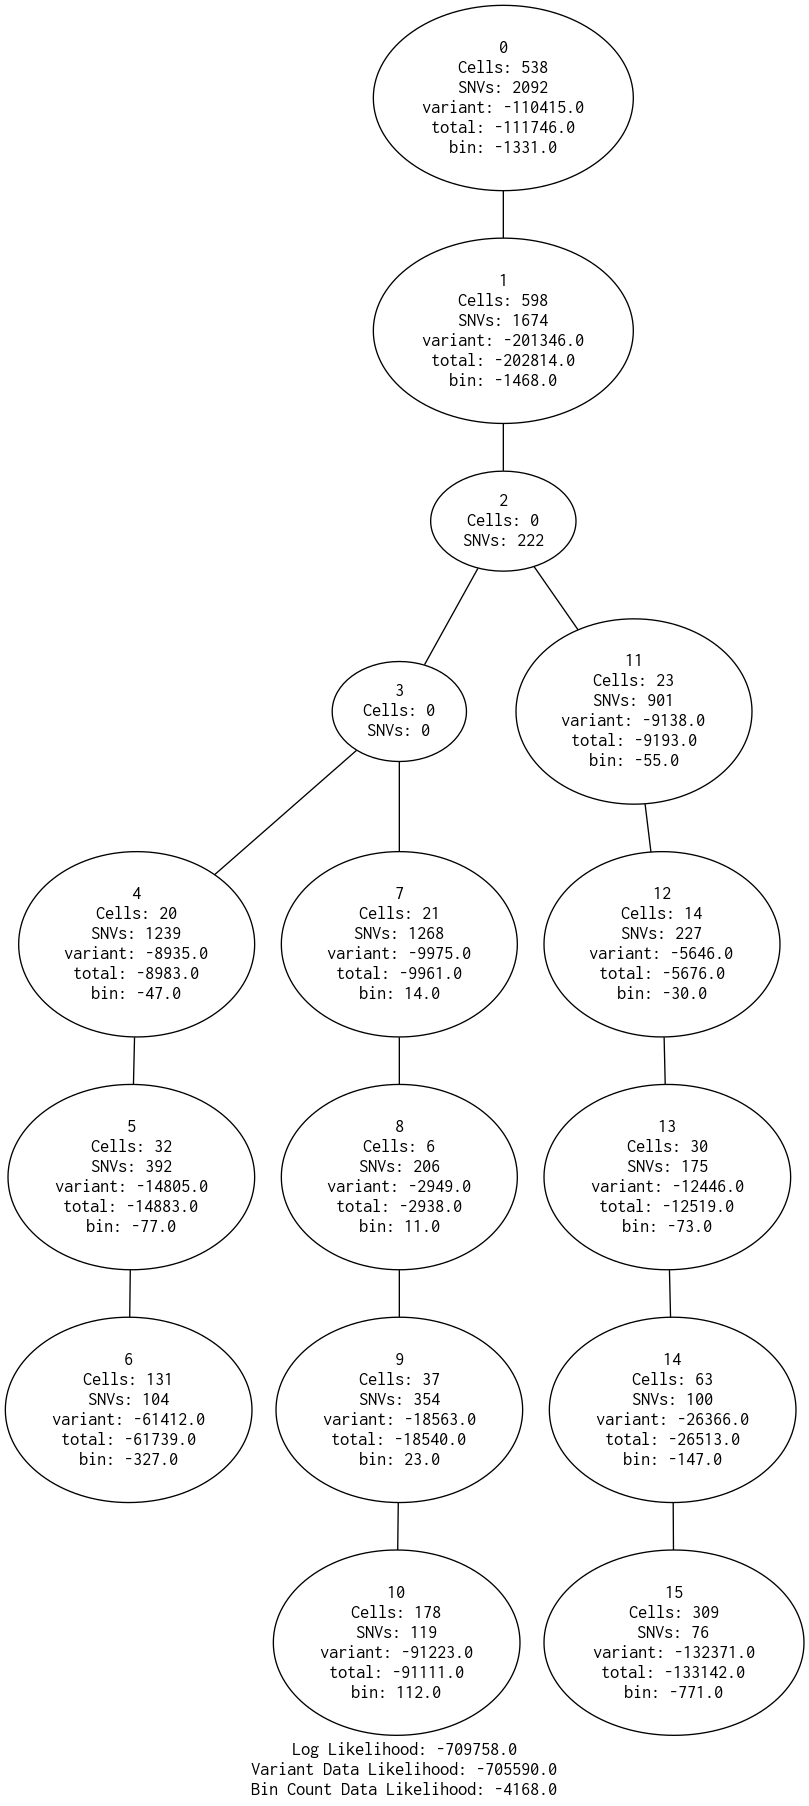 0
Cells: 538
SNVs: 2092
variant: -110415.0
total: -111746.0
bin: -1331.0
1
Cells: 598
SNVs: 1674
variant: -201346.0
total: -202814.0
bin: -1468.0
2
Cells: 0
SNVs: 222
3
Cells: 0
SNVs: 0
11
Cells: 23
SNVs: 901
variant: -9138.0
total: -9193.0
bin: -55.0
4
Cells: 20
SNVs: 1239
variant: -8935.0
total: -8983.0
bin: -47.0
7
Cells: 21
SNVs: 1268
variant: -9975.0
total: -9961.0
bin: 14.0
12
Cells: 14
SNVs: 227
variant: -5646.0
total: -5676.0
bin: -30.0
5
Cells: 32
SNVs: 392
variant: -14805.0
total: -14883.0
bin: -77.0
8
Cells: 6
SNVs: 206
variant: -2949.0
total: -2938.0
bin: 11.0
13
Cells: 30
SNVs: 175
variant: -12446.0
total: -12519.0
bin: -73.0
6
Cells: 131
SNVs: 104
variant: -61412.0
total: -61739.0
bin: -327.0
9
Cells: 37
SNVs: 354
variant: -18563.0
total: -18540.0
bin: 23.0
14
Cells: 63
SNVs: 100
variant: -26366.0
total: -26513.0
bin: -147.0
10
Cells: 178
SNVs: 119
variant: -91223.0
total: -91111.0
bin: 112.0
15
Cells: 309
SNVs: 76
variant: -132371.0
total: -133142.0
bin: -771.0
Log Likelihood: -709758.0
Variant Data Likelihood: -705590.0
Bin Count Data Likelihood: -4168.0